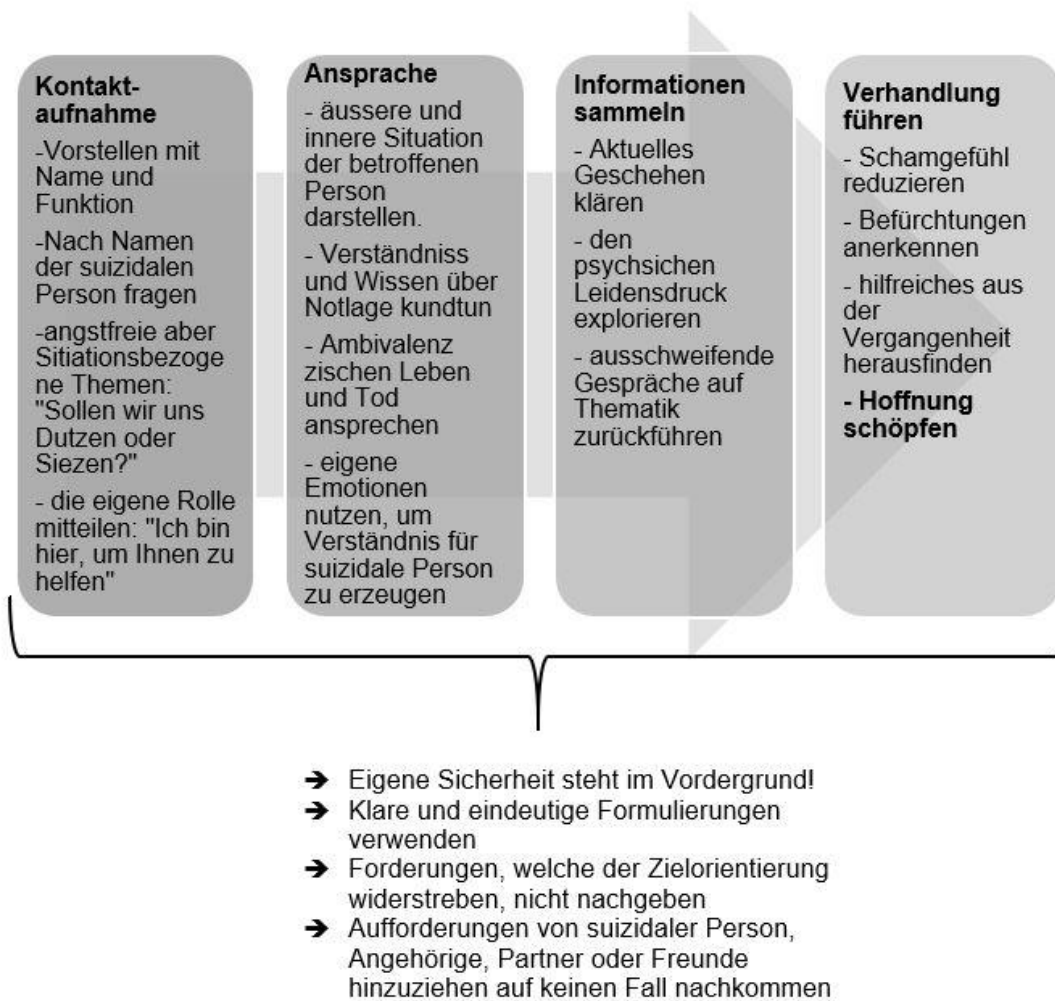 Kontakt-
aufnahme
-Vorstellen mit
Name und
Funktion
-Nach Namen
der suizidalen
Person fragen
-angstfreie aber
Sitiationsbezoge
ne Themen:
"Sollen wir uns
Dutzen oder
Siezen?"
- die eigene Rolle
mitteilen: "Ich bin
hier, um Ihnen zu
helfen"
Ansprache
- äussere und
innere Situation
der betroffenen
Person
darstellen.
- Verständniss
und Wissen über
Notlage kundtun
- Ambivalenz
zischen Leben
und Tod
ansprechen
- eigene
Emotionen
nutzen, um
Verständnis für
suizidale Person
zu erzeugen
Informationen
sammeln
- Aktuelles
Geschehen
klären
- den
psychsichen
Leidensdruck
explorieren
- ausschweifende
Gespräche auf
Thematik
zurückführen
Verhandlung
führen
- Schamgefühl
reduzieren
- Befürchtungen
anerkennen
- hilfreiches aus
der
Vergangenheit
herausfinden
- Hoffnung
schöpfen
➔ Eigene Sicherheit steht im Vordergrund!
➔ Klare und eindeutige Formulierungen
verwenden
➔ Forderungen, welche der Zielorientierung
widerstreben, nicht nachgeben
➔ Aufforderungen von suizidaler Person,
Angehörige, Partner oder Freunde
hinzuziehen auf keinen Fall nachkommen